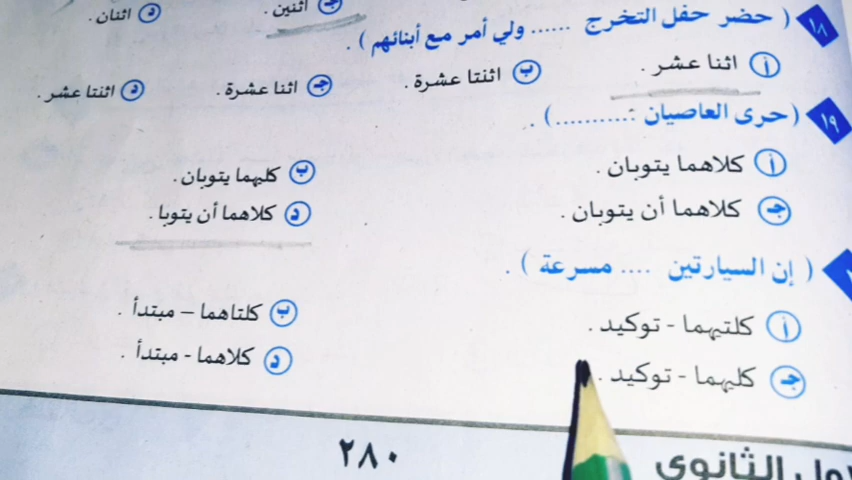 ج اثنين . د اثنان .
١٨ ( حضر حفل التخرج ...... ولي أمر مع أبنائهم ) .
أ اثنا عشر . ب اثنتا عشرة . ج اثنا عشرة . د اثنتا عشر .
١٩ ( حرى العاصيان : .......... ) .
أ كلاهما يتوبان . ب كليهما يتوبان .
ج كلاهما أن يتوبان . د كلاهما أن يتوبا .
( إن السيارتين .... مسرعة ) .
أ كلتيهما - توكيد . ب كلتاهما – مبتدأ .
ج كليهما - توكيد . د كلاهما - مبتدأ .
٢٨٠
الثانوي